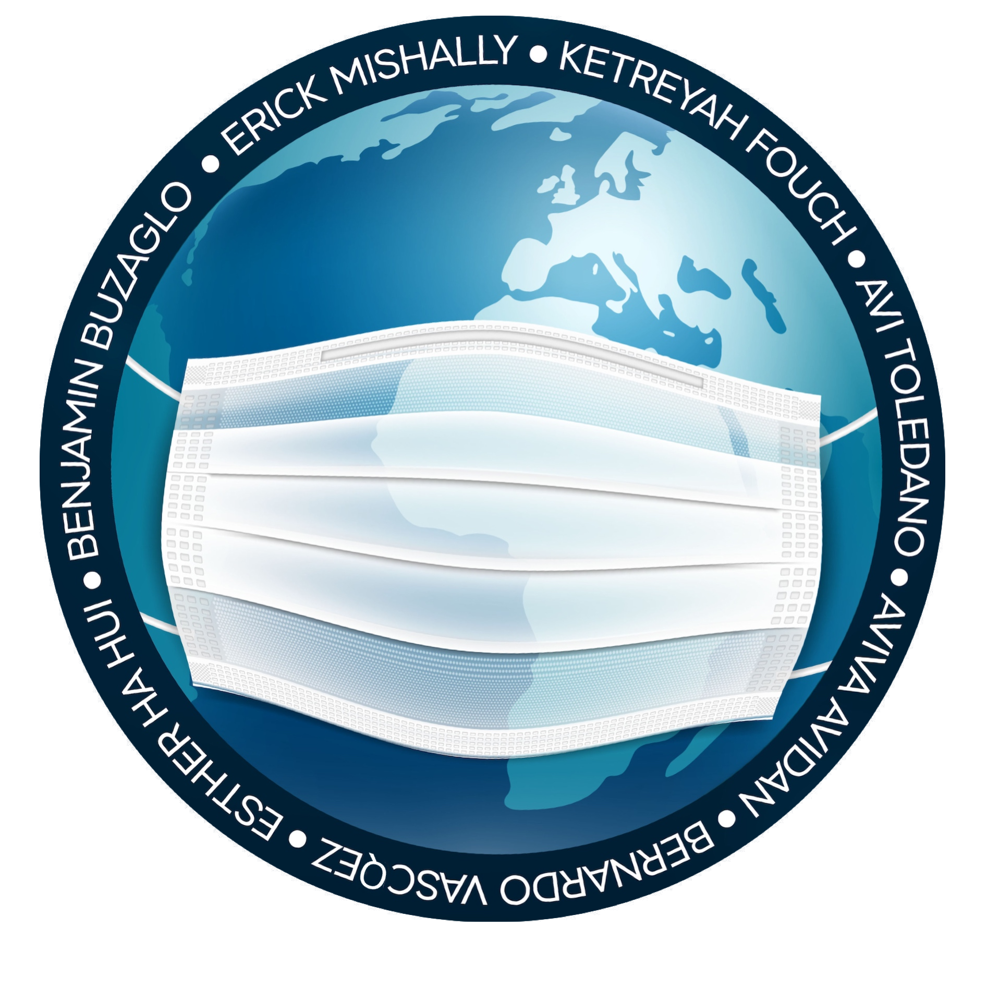 ERICK MISHALLY • KETREYAH FOUCH • AVI TOLEDANO • AVIVA AVIDAN • BERNARDO VASCQEZ • ESTHER HA HUI • BENJAMIN BUZAGLO •